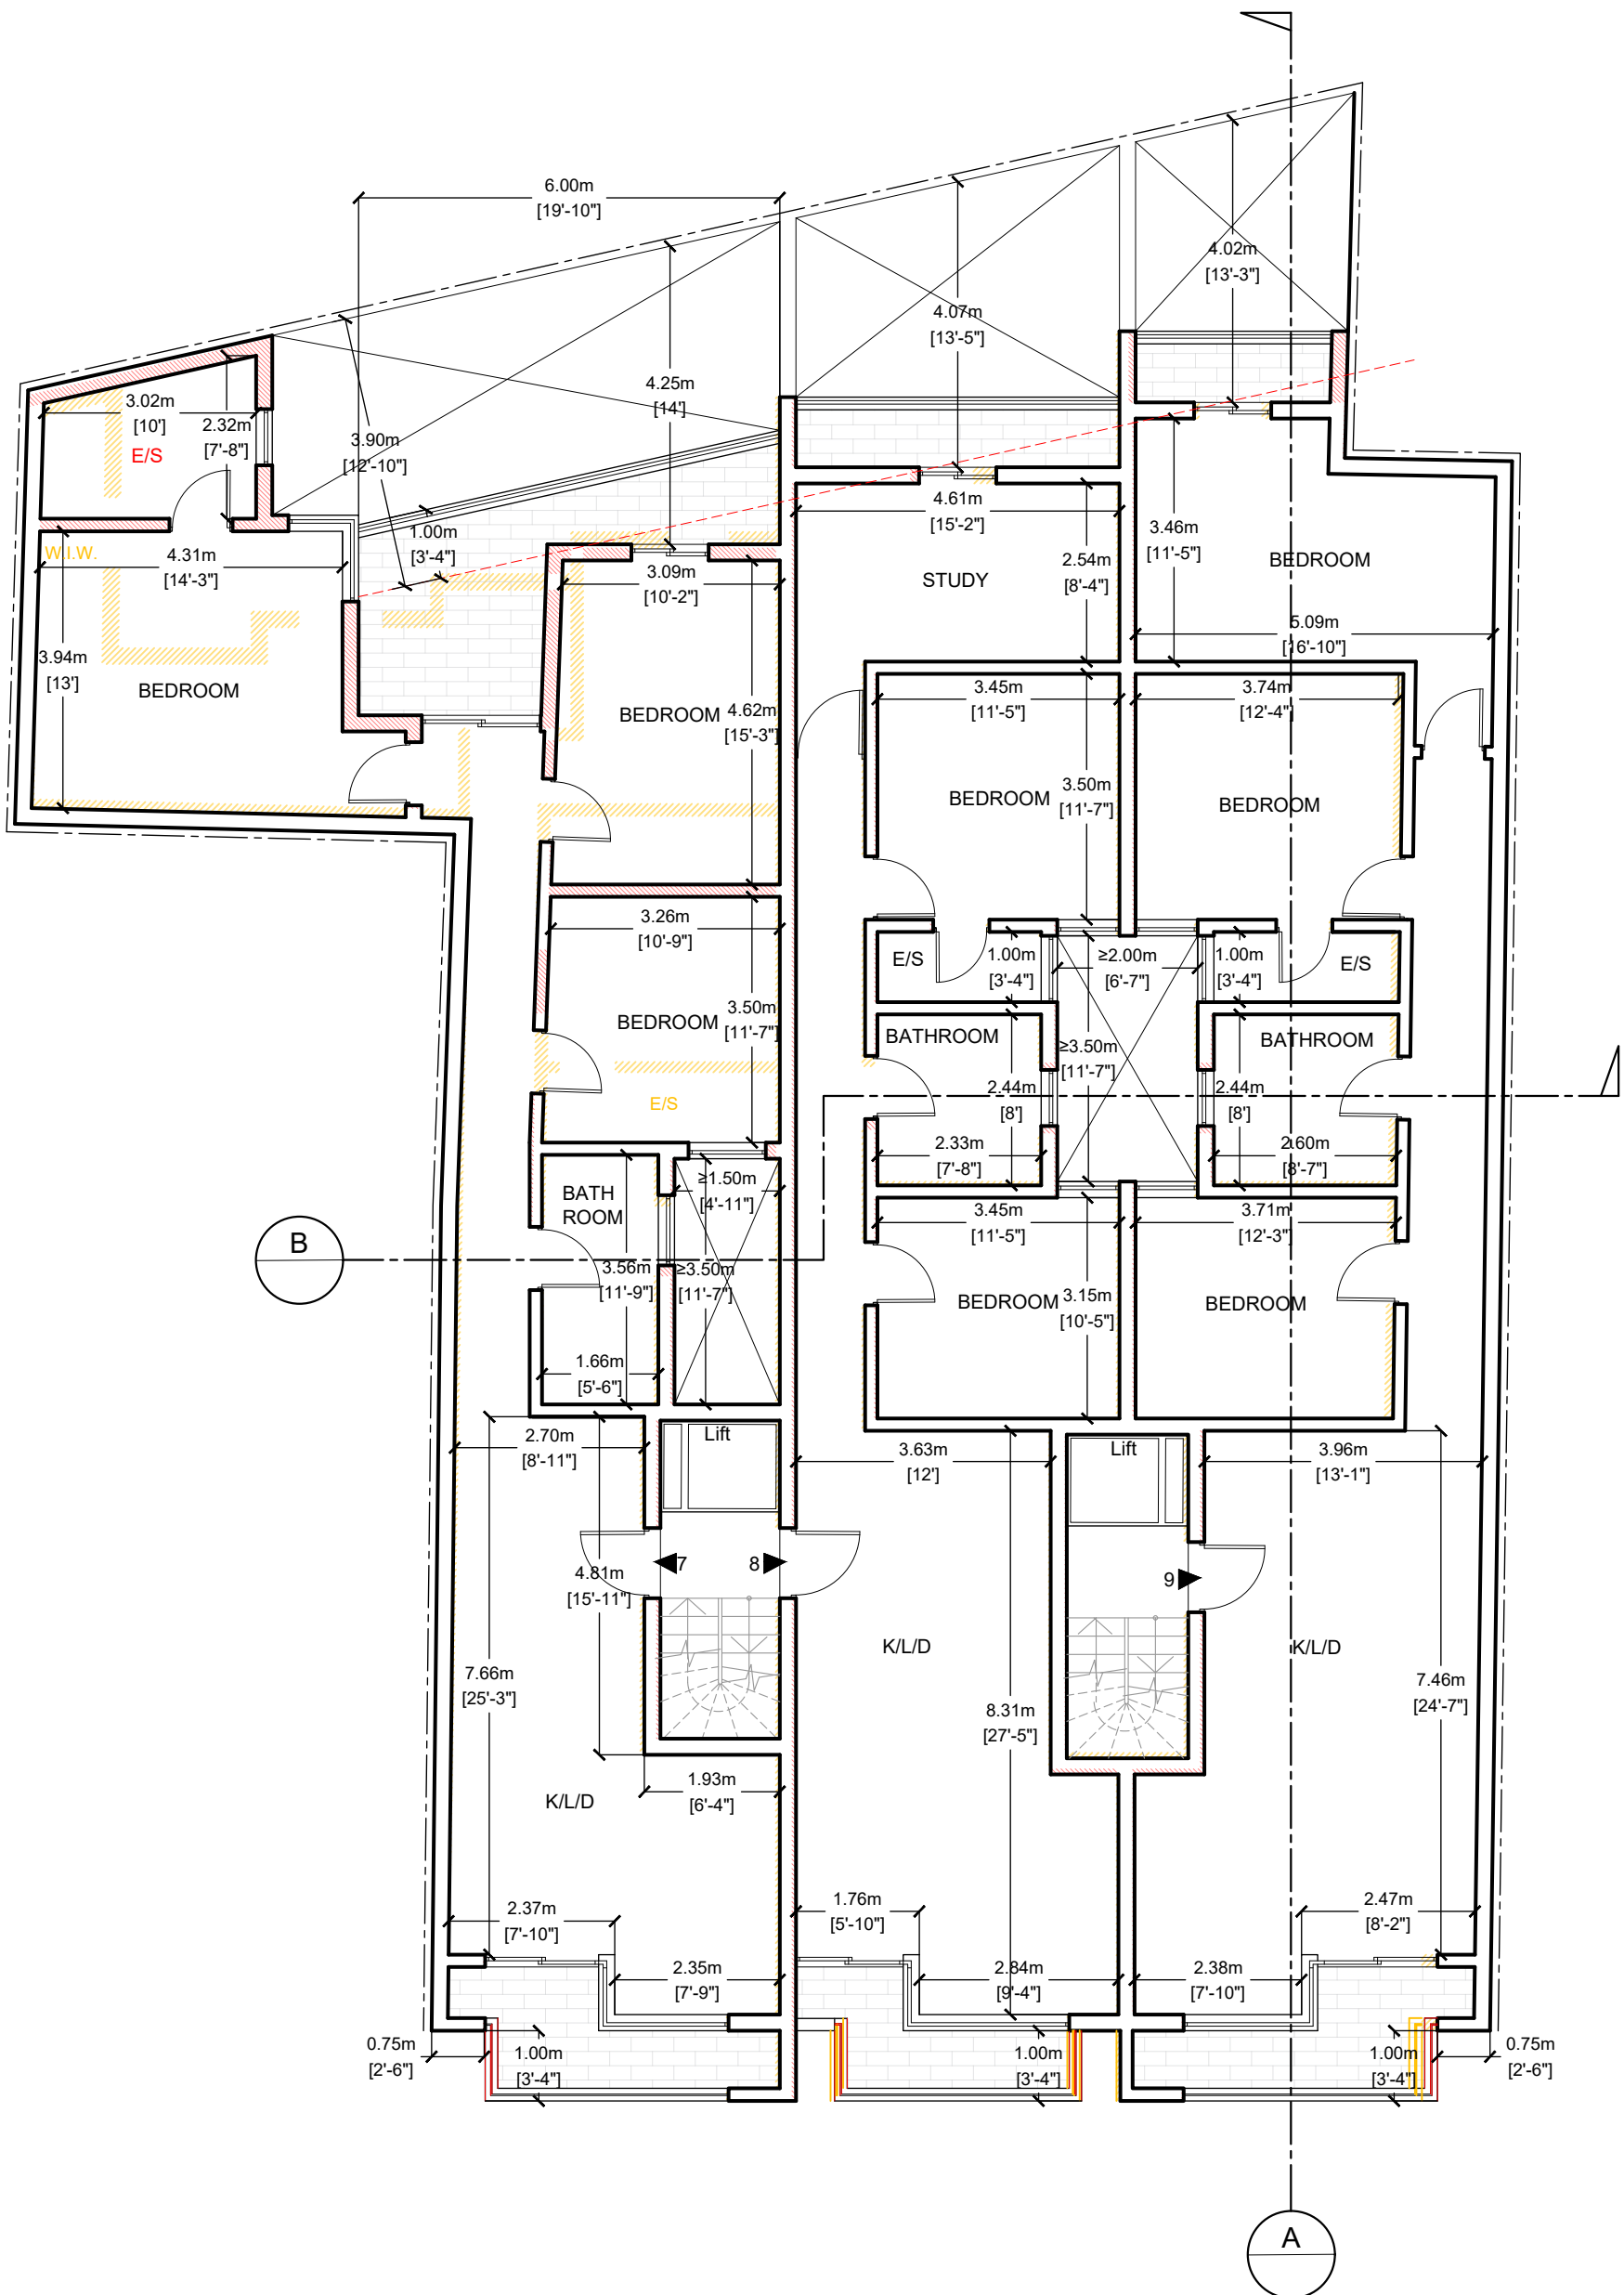 6.00m
[19'-10"]
4.02m
[13'-3"]
4.07m
[13'-5"]
4.25m
[14']
3.02m
[10']
2.32m
[7'-8"]
E/S
3.90m
[12'-10"]
1.00m
[3'-4"]
4.61m
[15'-2"]
3.46m
[11'-5"]
W.I.W.
4.31m
[14'-3"]
3.09m
[10'-2"]
STUDY
2.54m
[8'-4"]
BEDROOM
5.09m
[16'-10"]
3.94m
[13']
BEDROOM
BEDROOM
4.62m
[15'-3"]
3.45m
[11'-5"]
3.74m
[12'-4"]
BEDROOM
3.50m
[11'-7"]
BEDROOM
3.26m
[10'-9"]
E/S
1.00m
[3'-4"]
≥2.00m
[6'-7"]
1.00m
[3'-4"]
E/S
BEDROOM
3.50m
[11'-7"]
BATHROOM
≥3.50m
[11'-7"]
BATHROOM
E/S
2.44m
[8']
2.44m
[8']
2.33m
[7'-8"]
2.60m
[8'-7"]
BATH
ROOM
≥1.50m
[4'-11"]
3.45m
[11'-5"]
3.71m
[12'-3"]
B
3.56m
[11'-9"]
≥3.50m
[11'-7"]
BEDROOM
3.15m
[10'-5"]
BEDROOM
1.66m
[5'-6"]
2.70m
[8'-11"]
Lift
3.63m
[12']
Lift
3.96m
[13'-1"]
7
8
4.81m
[15'-11"]
9
K/L/D
K/L/D
7.66m
[25'-3"]
8.31m
[27'-5"]
7.46m
[24'-7"]
1.93m
[6'-4"]
K/L/D
2.37m
[7'-10"]
1.76m
[5'-10"]
2.47m
[8'-2"]
2.35m
[7'-9"]
2.84m
[9'-4"]
2.38m
[7'-10"]
0.75m
[2'-6"]
1.00m
[3'-4"]
1.00m
[3'-4"]
1.00m
[3'-4"]
0.75m
[2'-6"]
A